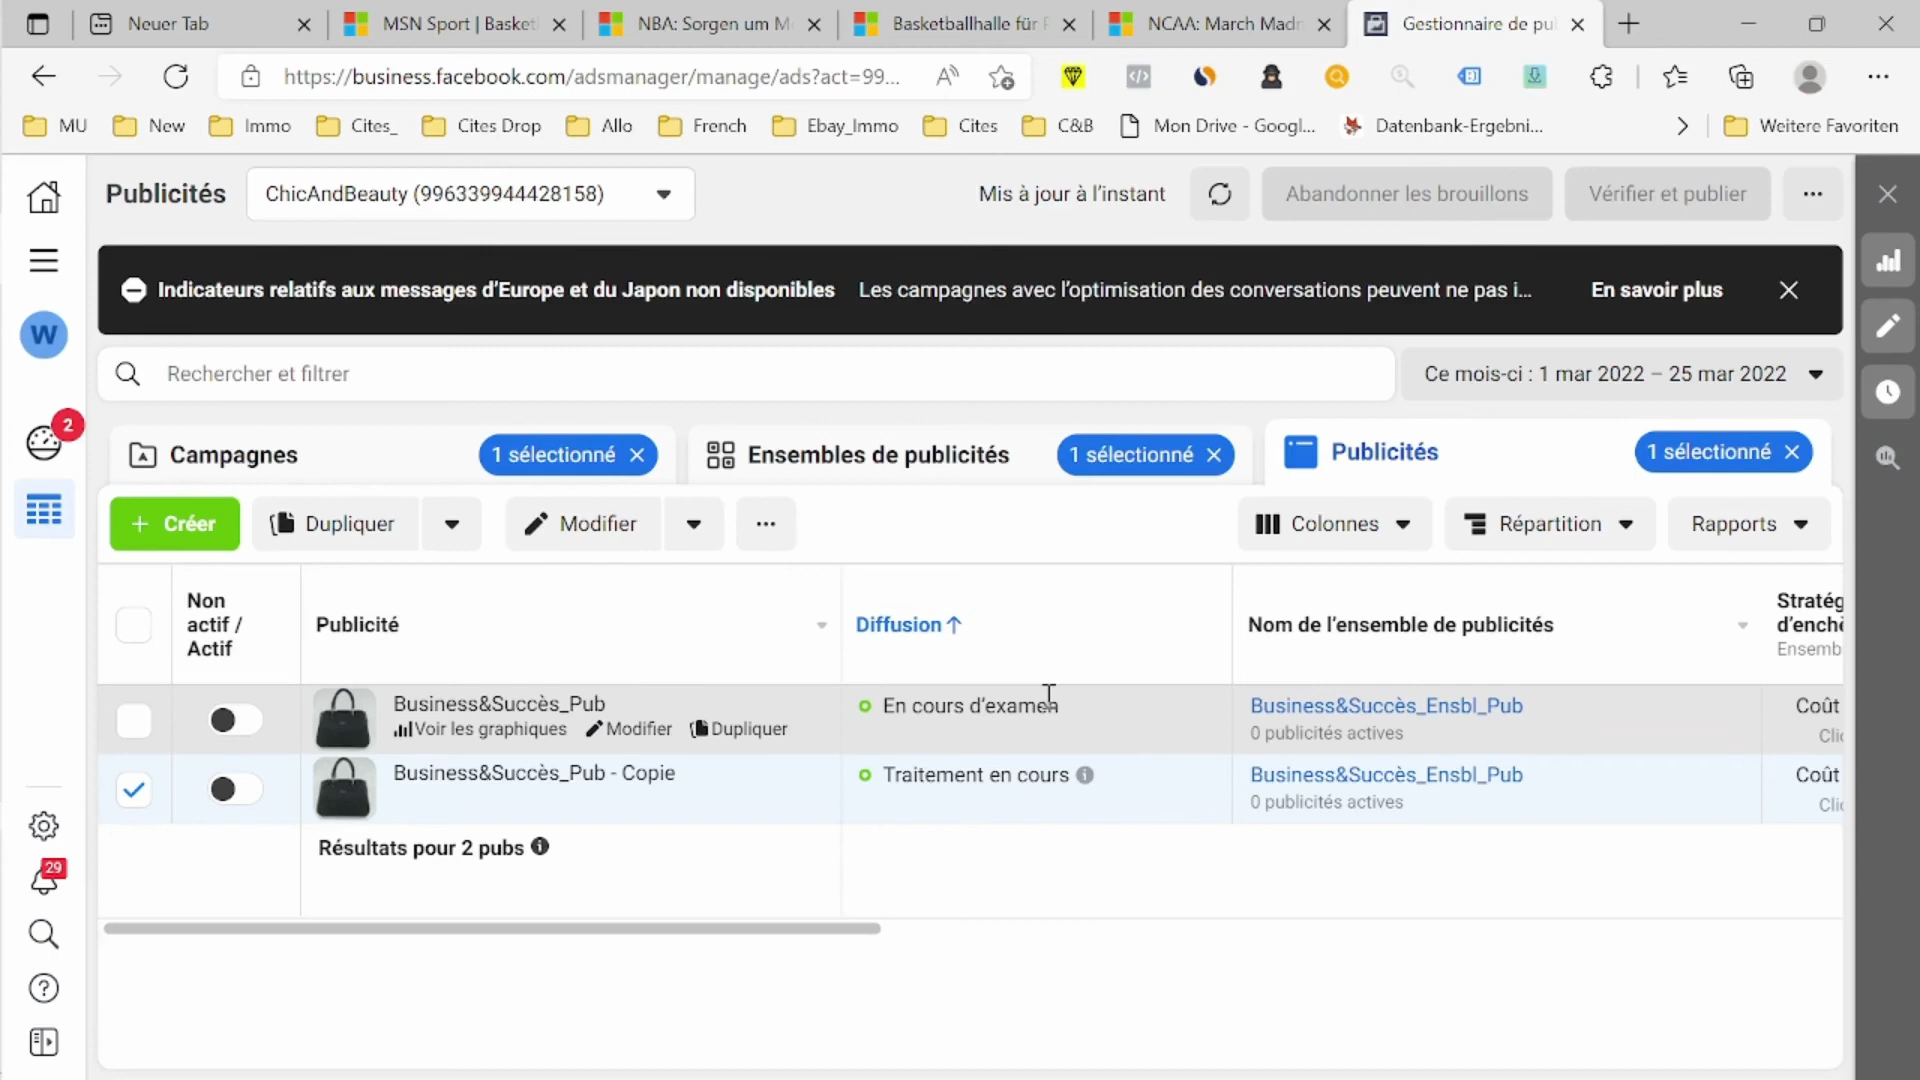 Neuer Tab
MSN Sport | Basket
NBA: Sorgen um M
Basketballhalle für
NCAA: March Madn
Gestionnaire de pu
https://business.facebook.com/adsmanager/manage/ads?act=99...
MU
New
Immo
Cites_
Cites Drop
Allo
French
Ebay_Immo
Cites
C&B
Mon Drive - Googl...
Datenbank-Ergebni...
Weitere Favoriten
Publicités
ChicAndBeauty (996339944428158)
Mis à jour à l’instant
Abandonner les brouillons
Vérifier et publier
Indicateurs relatifs aux messages d’Europe et du Japon non disponibles
Les campagnes avec l’optimisation des conversations peuvent ne pas i...
En savoir plus
W
Rechercher et filtrer
Ce mois-ci : 1 mar 2022 – 25 mar 2022
2
Campagnes
1 sélectionné
Ensembles de publicités
1 sélectionné
Publicités
1 sélectionné
+ Créer
Dupliquer
Modifier
...
Colonnes
Répartition
Rapports
Non
actif /
Actif
Publicité
Diffusion
Nom de l’ensemble de publicités
Stratég
d’enchè
Ensemb
Business&Succès_Pub
Voir les graphiques
Modifier
Dupliquer
En cours d’examen
Business&Succès_Ensbl_Pub
0 publicités actives
Coût
Clic
Business&Succès_Pub - Copie
Traitement en cours
Business&Succès_Ensbl_Pub
0 publicités actives
Coût
Clic
Résultats pour 2 pubs
29